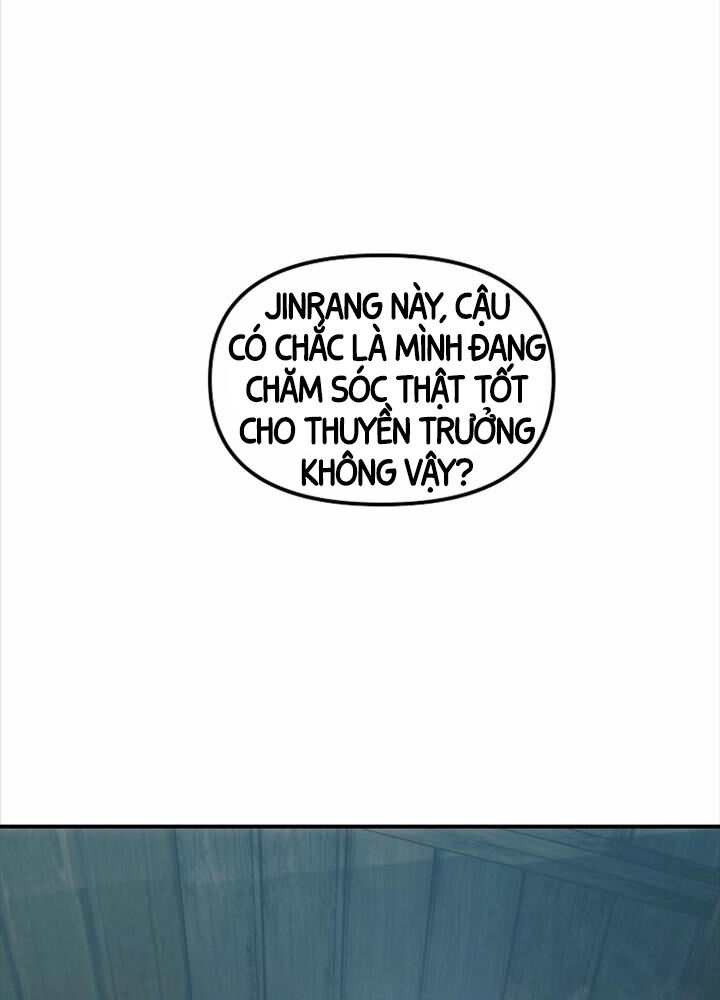 JINRANG NÀY, CẬU
CÓ CHẮC LÀ MÌNH ĐANG
CHĂM SÓC THẬT TỐT
CHO THUYỀN TRƯỞNG
KHÔNG VẬY?